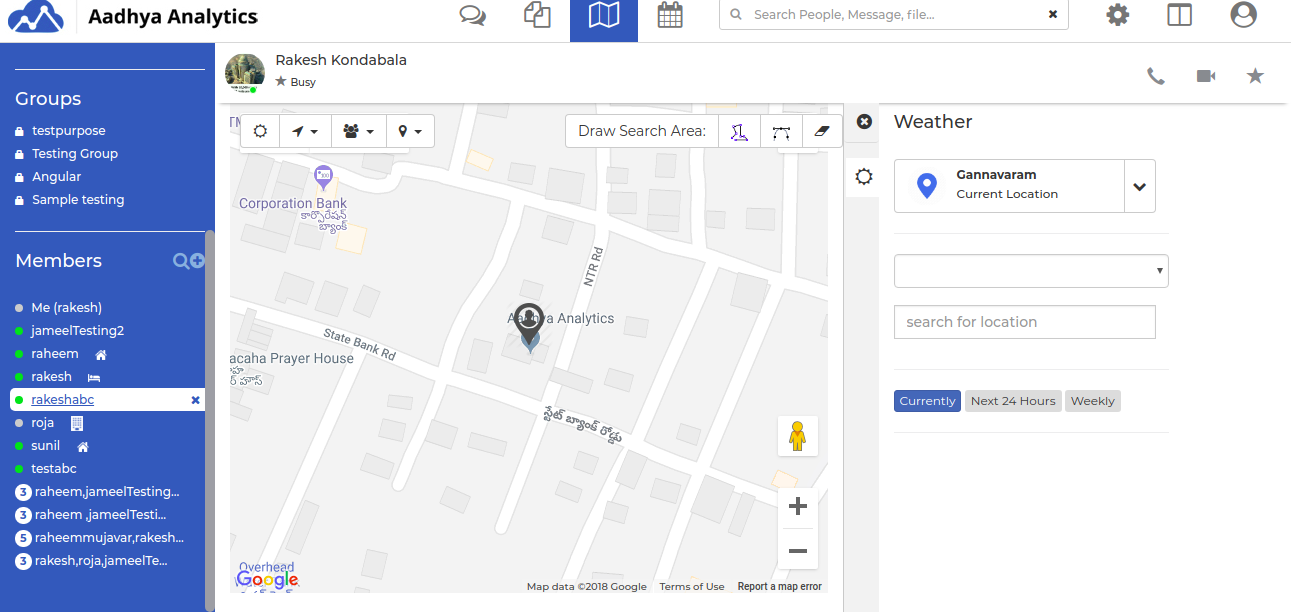 Aadhya Analytics
Search People, Message, file...
Rakesh Kondabala
Busy
Groups
testpurpose
Testing Group
Angular
Sample testing
Members
Me (rakesh)
jameelTesting2
raheem
rakesh
rakeshabc
roja
sunil
testabc
3 raheem,jameelTesting...
3 raheem ,jameelTesti...
5 raheemmujavar,rakesh...
3 rakesh,roja,jameelTe...
Draw Search Area:
Corporation Bank
కార్పొరేషన్
బ్యాంక్
NTR Rd
Aadhya Analytics
State Bank Rd
acaha Prayer House
స్టేట్ బ్యాంక్ రోడ్డు
Overhead
Google
Map data ©2018 Google
Terms of Use
Report a map error
Weather
Gannavaram
Current Location
search for location
Currently
Next 24 Hours
Weekly